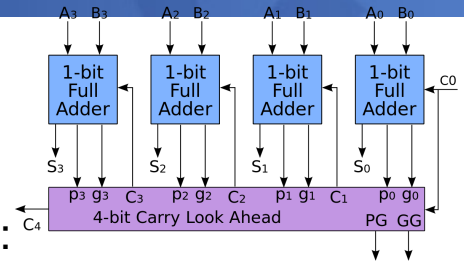 A3 B3 A2 B2 A1 B1 A0 B0
1-bit Full Adder
1-bit Full Adder
1-bit Full Adder
1-bit Full Adder
C0
S3 S2 S1 S0
p3 g3 C3 p2 g2 C2 p1 g1 C1 p0 g0
4-bit Carry Look Ahead
PG GG
C4
: